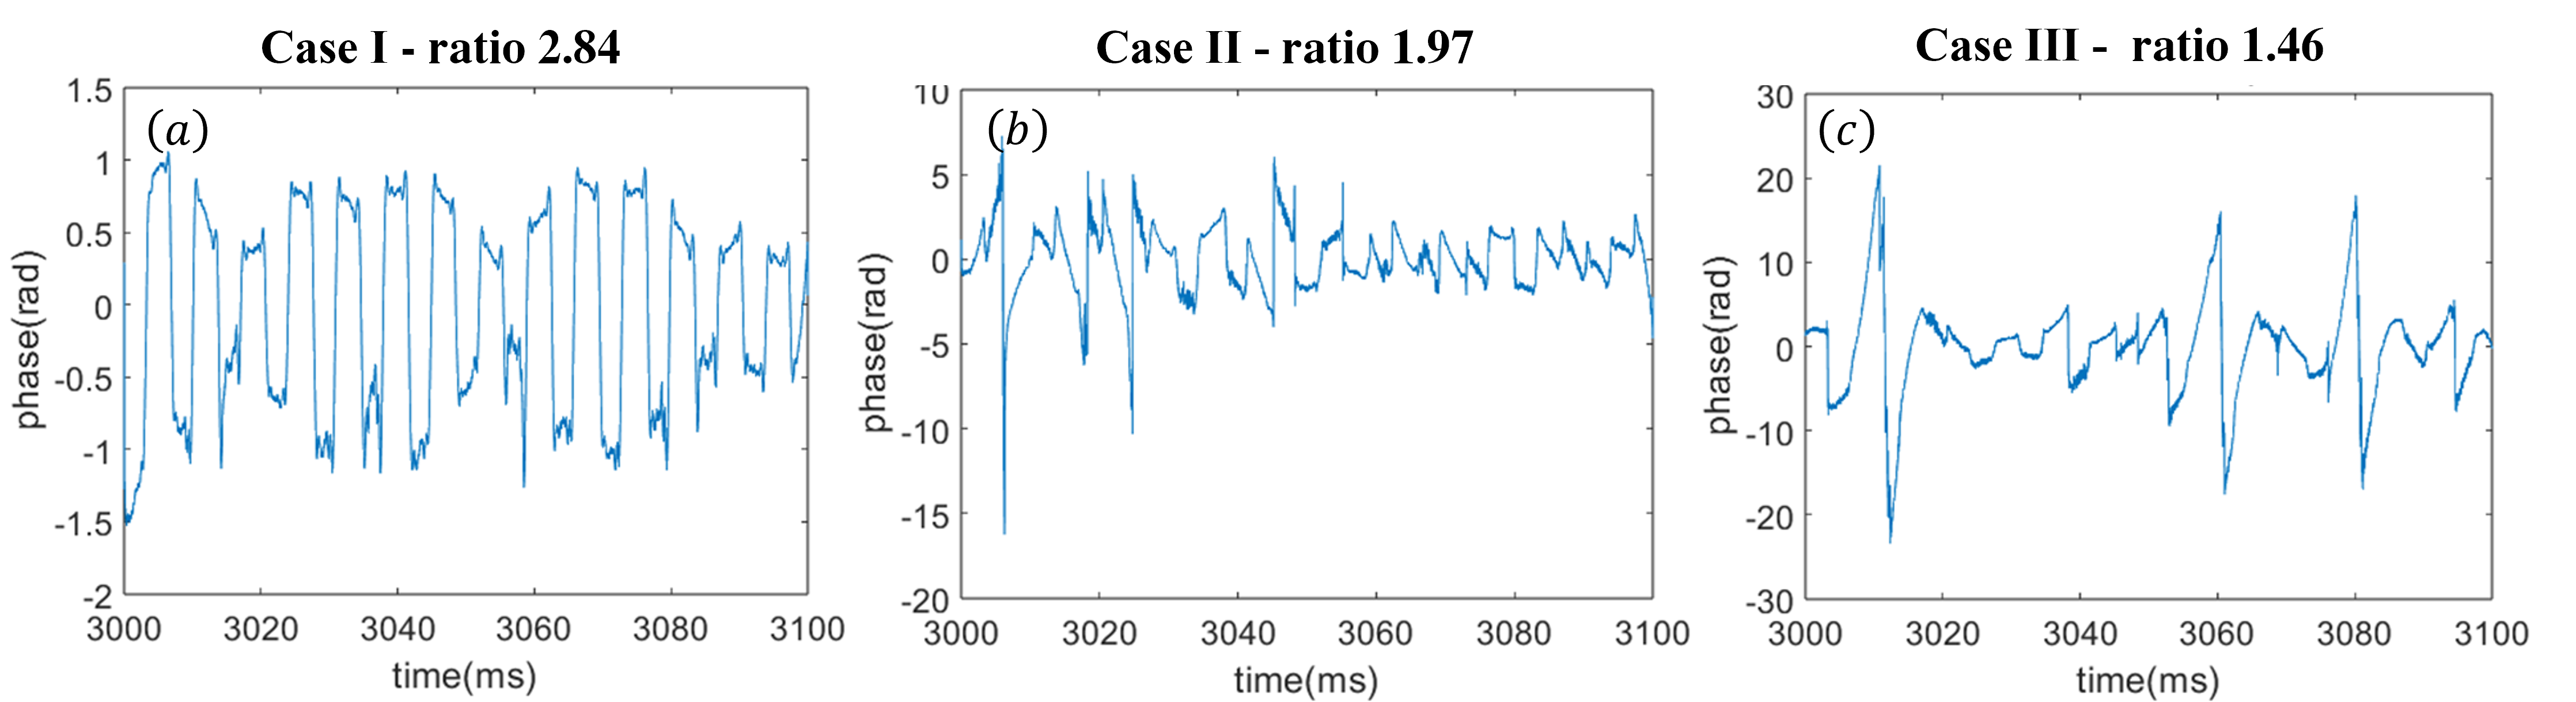 Case I - ratio 2.84
1.5
1
0.5
0
-0.5
-1
-1.5
-2
(a)
phase(rad)
3000 3020 3040 3060 3080 3100
time(ms)
Case II - ratio 1.97
10
5
0
-5
-10
-15
-20
(b)
phase(rad)
3000 3020 3040 3060 3080 3100
time(ms)
Case III - ratio 1.46
30
20
10
0
-10
-20
-30
(c)
phase(rad)
3000 3020 3040 3060 3080 3100
time(ms)